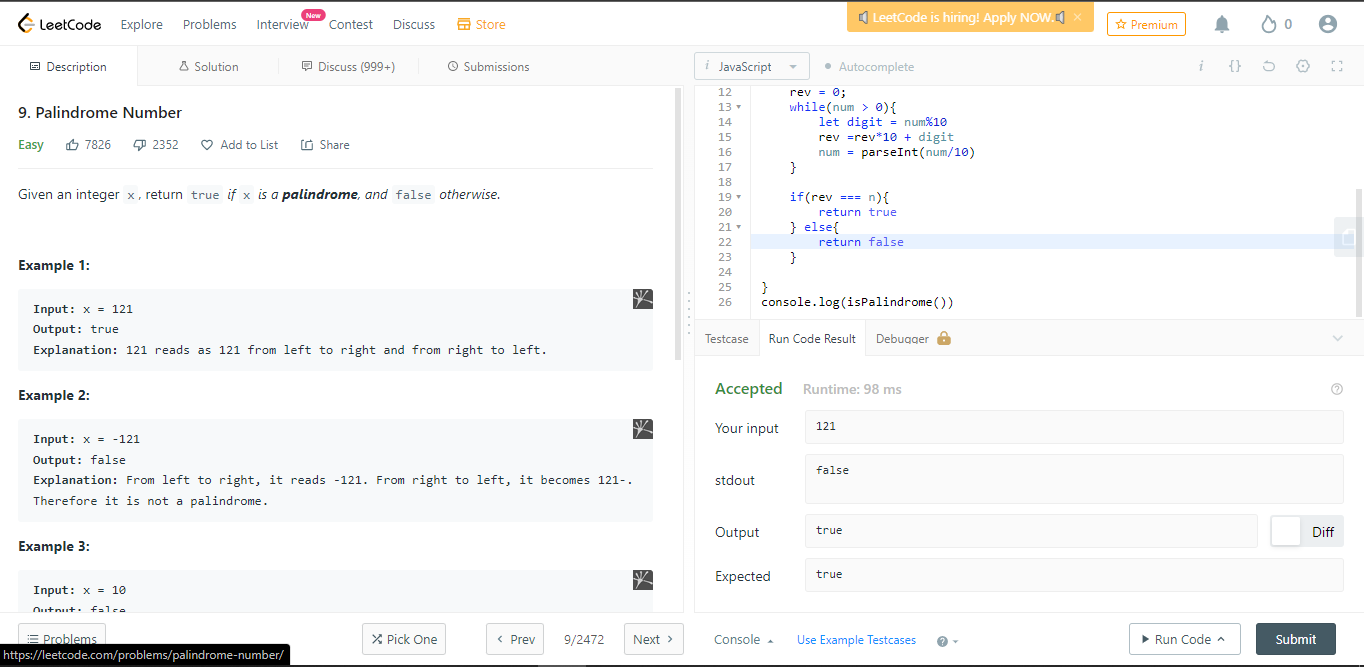 LeetCode Explore Problems Interview New Contest Discuss Store LeetCode is hiring! Apply NOW. × Premium 0
Description Solution Discuss (999+) Submissions
9. Palindrome Number
Easy 7826 2352 Add to List Share
Given an integer x, return true if x is a palindrome, and false otherwise.
Example 1:
Input: x = 121
Output: true
Explanation: 121 reads as 121 from left to right and from right to left.
Example 2:
Input: x = -121
Output: false
Explanation: From left to right, it reads -121. From right to left, it becomes 121-.
Therefore it is not a palindrome.
Example 3:
Input: x = 10
Output: false
Problems Pick One < Prev 9/2472 Next >
https://leetcode.com/problems/palindrome-number/
i JavaScript Autocomplete i {}
12 rev = 0;
13 while(num > 0){
14 let digit = num%10
15 rev =rev*10 + digit
16 num = parseInt(num/10)
17 }
18
19 if(rev === n){
20 return true
21 } else{
22 return false
23 }
24
25 }
26 console.log(isPalindrome())
Testcase Run Code Result Debugger
Accepted Runtime: 98 ms
Your input 121
stdout false
Output true Diff
Expected true
Console Use Example Testcases ? Run Code Submit